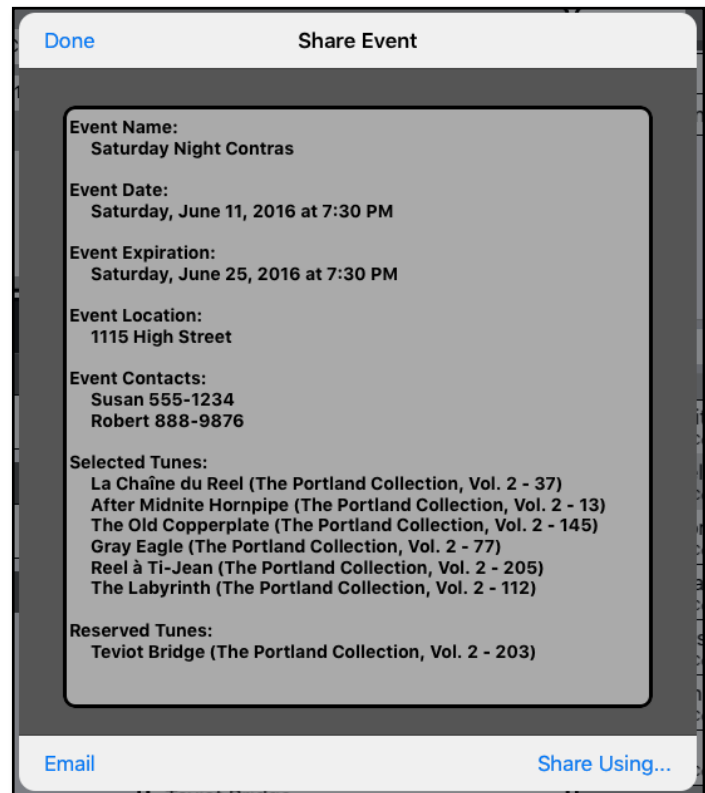 Done
Share Event
Event Name:
Saturday Night Contras
Event Date:
Saturday, June 11, 2016 at 7:30 PM
Event Expiration:
Saturday, June 25, 2016 at 7:30 PM
Event Location:
1115 High Street
Event Contacts:
Susan 555-1234
Robert 888-9876
Selected Tunes:
La Chaîne du Reel (The Portland Collection, Vol. 2 - 37)
After Midnite Hornpipe (The Portland Collection, Vol. 2 - 13)
The Old Copperplate (The Portland Collection, Vol. 2 - 145)
Gray Eagle (The Portland Collection, Vol. 2 - 77)
Reel à Ti-Jean (The Portland Collection, Vol. 2 - 205)
The Labyrinth (The Portland Collection, Vol. 2 - 112)
Reserved Tunes:
Teviot Bridge (The Portland Collection, Vol. 2 - 203)
Email
Share Using...